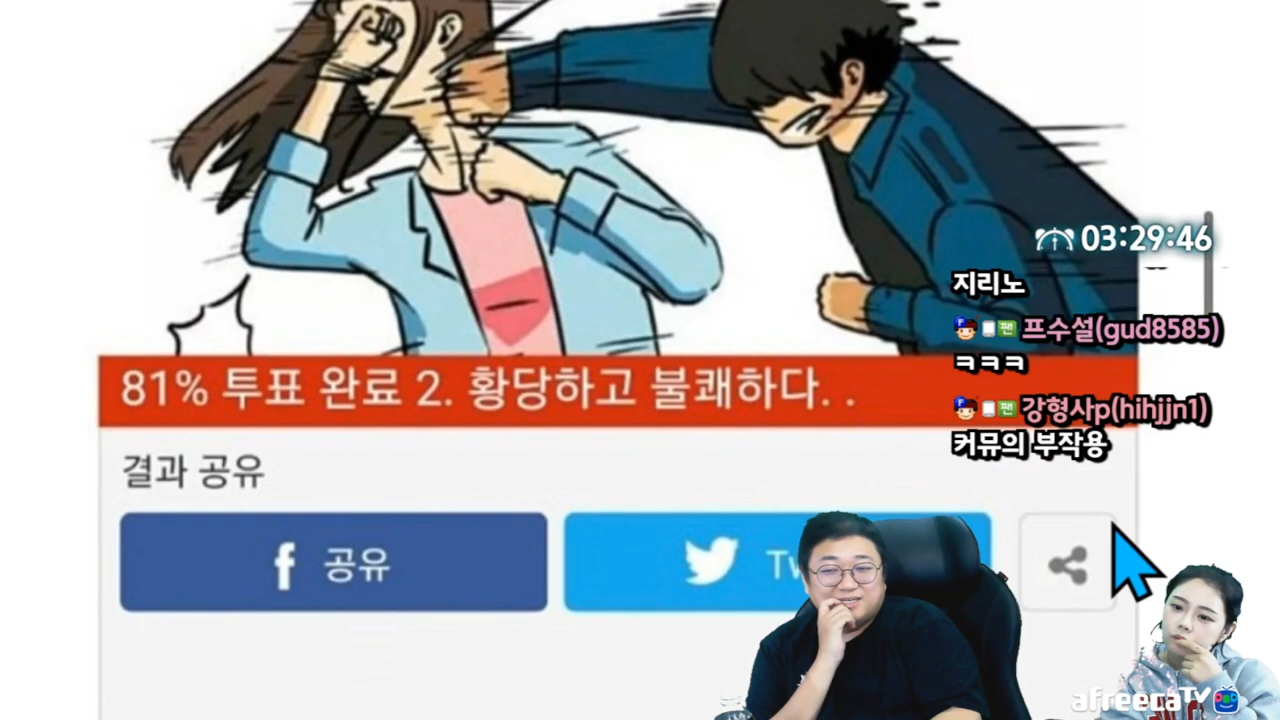 03:29:46
지리노
프수설(gud8585)
ㅋㅋㅋ
강형사p(hihjjn1)
커뮤의 부작용
81% 투표 완료 2. 황당하고 불쾌하다. .
결과 공유
공유
Tw
afreecaTV